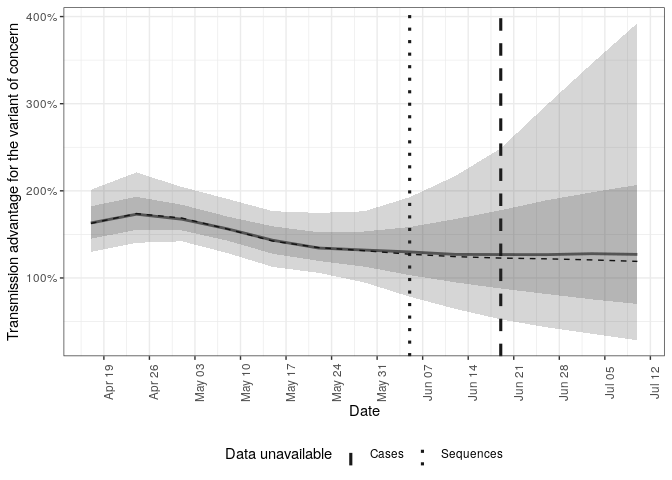 Transmission advantage for the variant of concern
400%
300%
200%
100%
Apr 19
Apr 26
May 03
May 10
May 17
May 24
May 31
Jun 07
Jun 14
Jun 21
Jun 28
Jul 05
Jul 12
Date
Data unavailable Cases Sequences